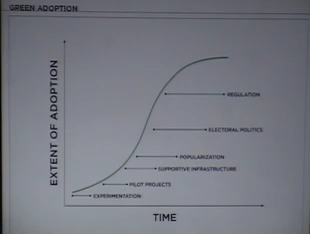 GREEN ADOPTION
EXTENT OF ADOPTION
REGULATION
ELECTORAL POLITICS
POPULARIZATION
SUPPORTIVE INFRASTRUCTURE
PILOT PROJECTS
EXPERIMENTATION
TIME